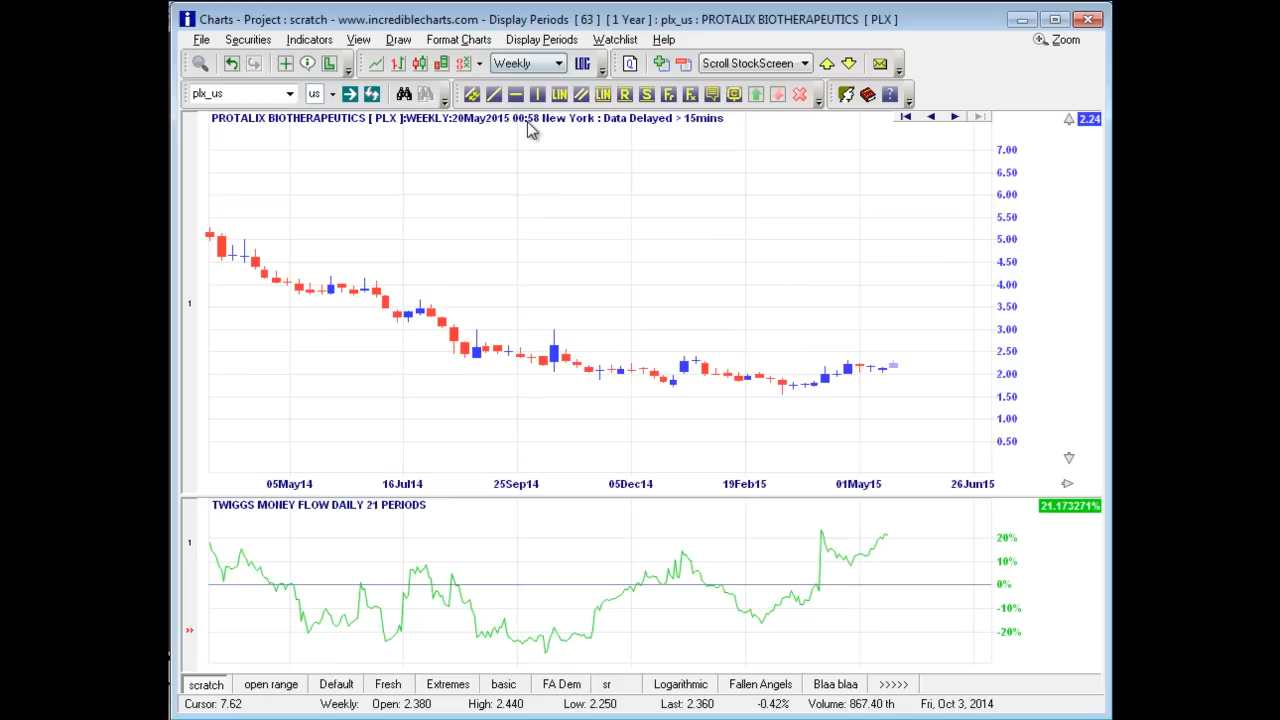 Charts - Project : scratch - www.incrediblecharts.com - Display Periods [ 63 ] [ 1 Year ] : plx_us : PROTALIX BIOTHERAPEUTICS [ PLX ]
File Securities Indicators View Draw Format Charts Display Periods Watchlist Help Zoom
Weekly LOG Q Scroll StockScreen
plx_us us LIN LIN R S F Fx ?
PROTALIX BIOTHERAPEUTICS [ PLX ]:WEEKLY:20May2015 00:58 New York : Data Delayed > 15mins
2.24
7.00
6.50
6.00
5.50
5.00
4.50
4.00
1
3.50
3.00
2.50
2.00
1.50
1.00
0.50
05May14 16Jul14 25Sep14 05Dec14 19Feb15 01May15 26Jun15
TWIGGS MONEY FLOW DAILY 21 PERIODS
21.173271%
1
20%
10%
0%
-10%
-20%
>>
scratch open range Default Fresh Extremes basic FA Dem sr Logarithmic Fallen Angels Blaa blaa >>>>>
Cursor: 7.62 Weekly: Open: 2.380 High: 2.440 Low: 2.250 Last: 2.360 -0.42% Volume: 867.40 th Fri, Oct 3, 2014